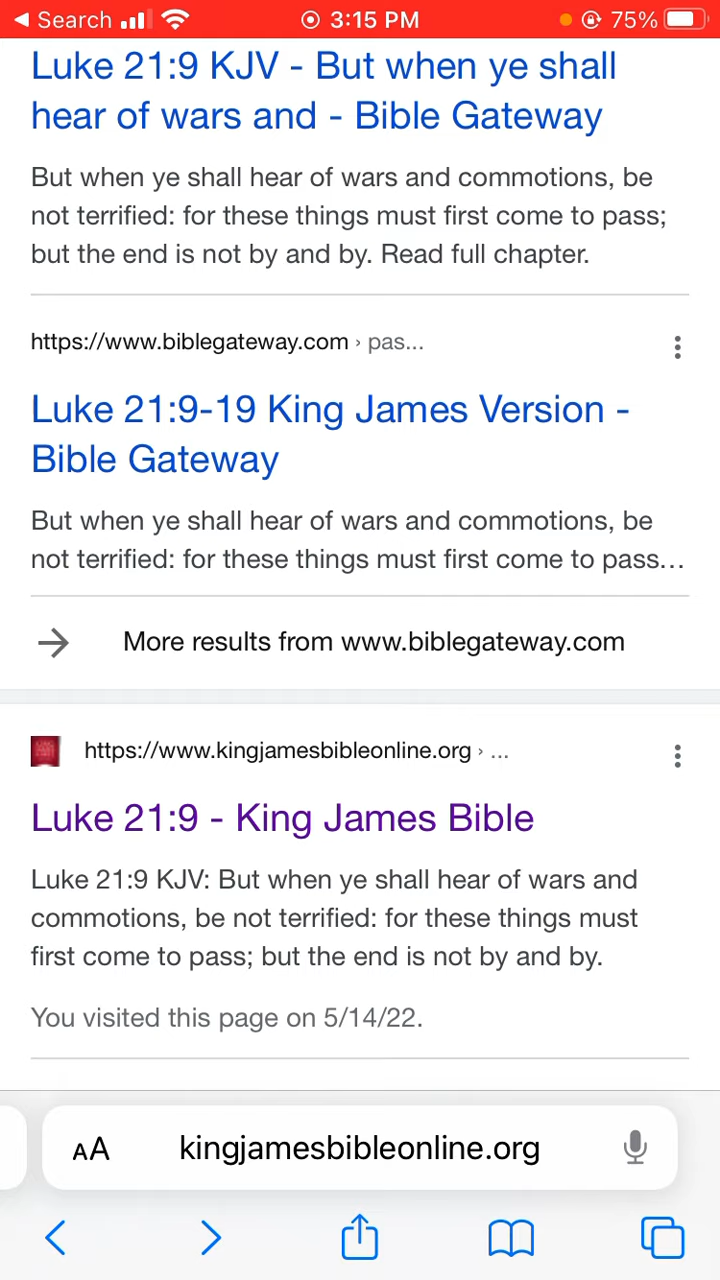 Search 3:15 PM 75%
Luke 21:9 KJV - But when ye shall
hear of wars and - Bible Gateway
But when ye shall hear of wars and commotions, be
not terrified: for these things must first come to pass;
but the end is not by and by. Read full chapter.
https://www.biblegateway.com › pas...
Luke 21:9-19 King James Version -
Bible Gateway
But when ye shall hear of wars and commotions, be
not terrified: for these things must first come to pass...
More results from www.biblegateway.com
https://www.kingjamesbibleonline.org › ...
Luke 21:9 - King James Bible
Luke 21:9 KJV: But when ye shall hear of wars and
commotions, be not terrified: for these things must
first come to pass; but the end is not by and by.
You visited this page on 5/14/22.
AA kingjamesbibleonline.org